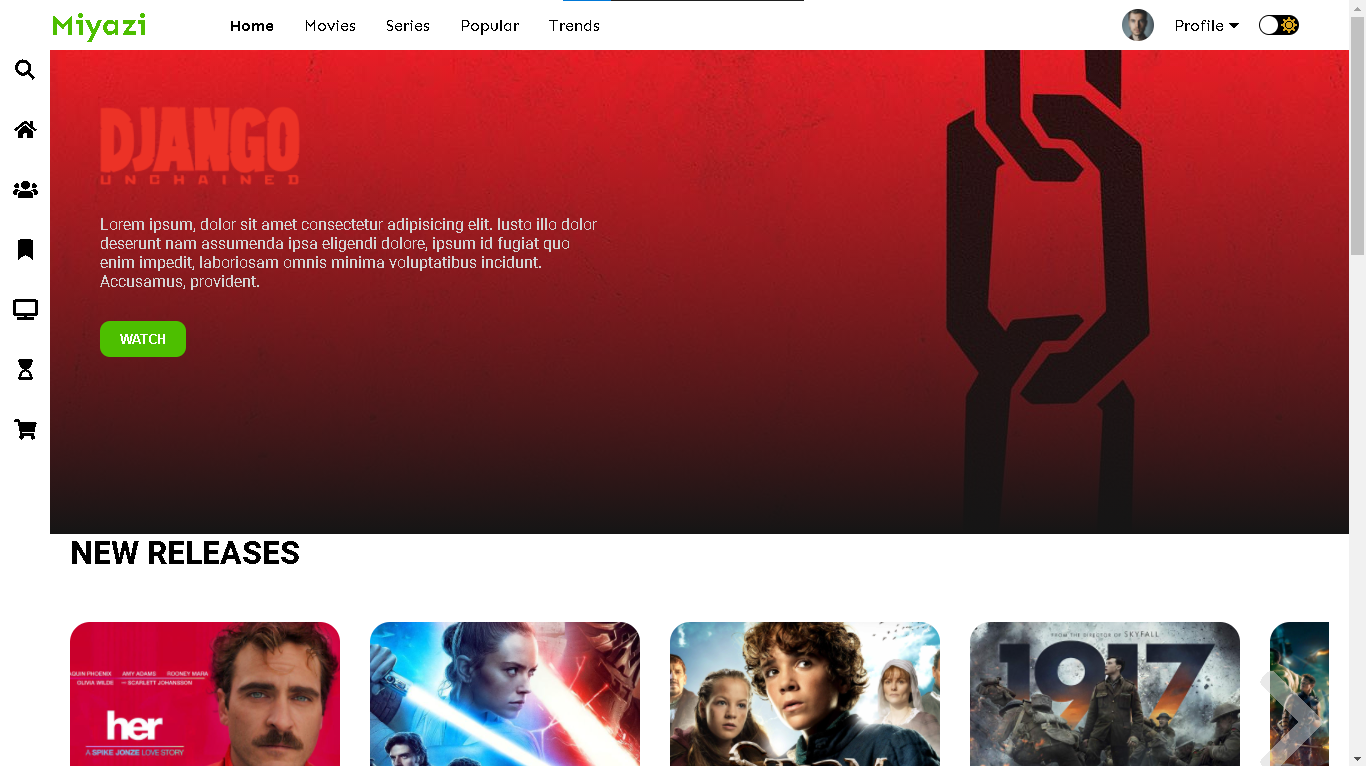 Miyazi
Home Movies Series Popular Trends
Profile
DJANGO
UNCHAINED
Lorem ipsum, dolor sit amet consectetur adipisicing elit. Iusto illo dolor
deserunt nam assumenda ipsa eligendi dolore, ipsum id fugiat quo
enim impedit, laboriosam omnis minima voluptatibus incidunt.
Accusamus, provident.
WATCH
NEW RELEASES
AQUIN PHOENIX AMY ADAMS ROONEY MARA
OLIVIA WILDE SCARLETT JOHANSSON
her
A SPIKE JONZE LOVE STORY
FROM THE DIRECTOR OF SKYFALL
1917